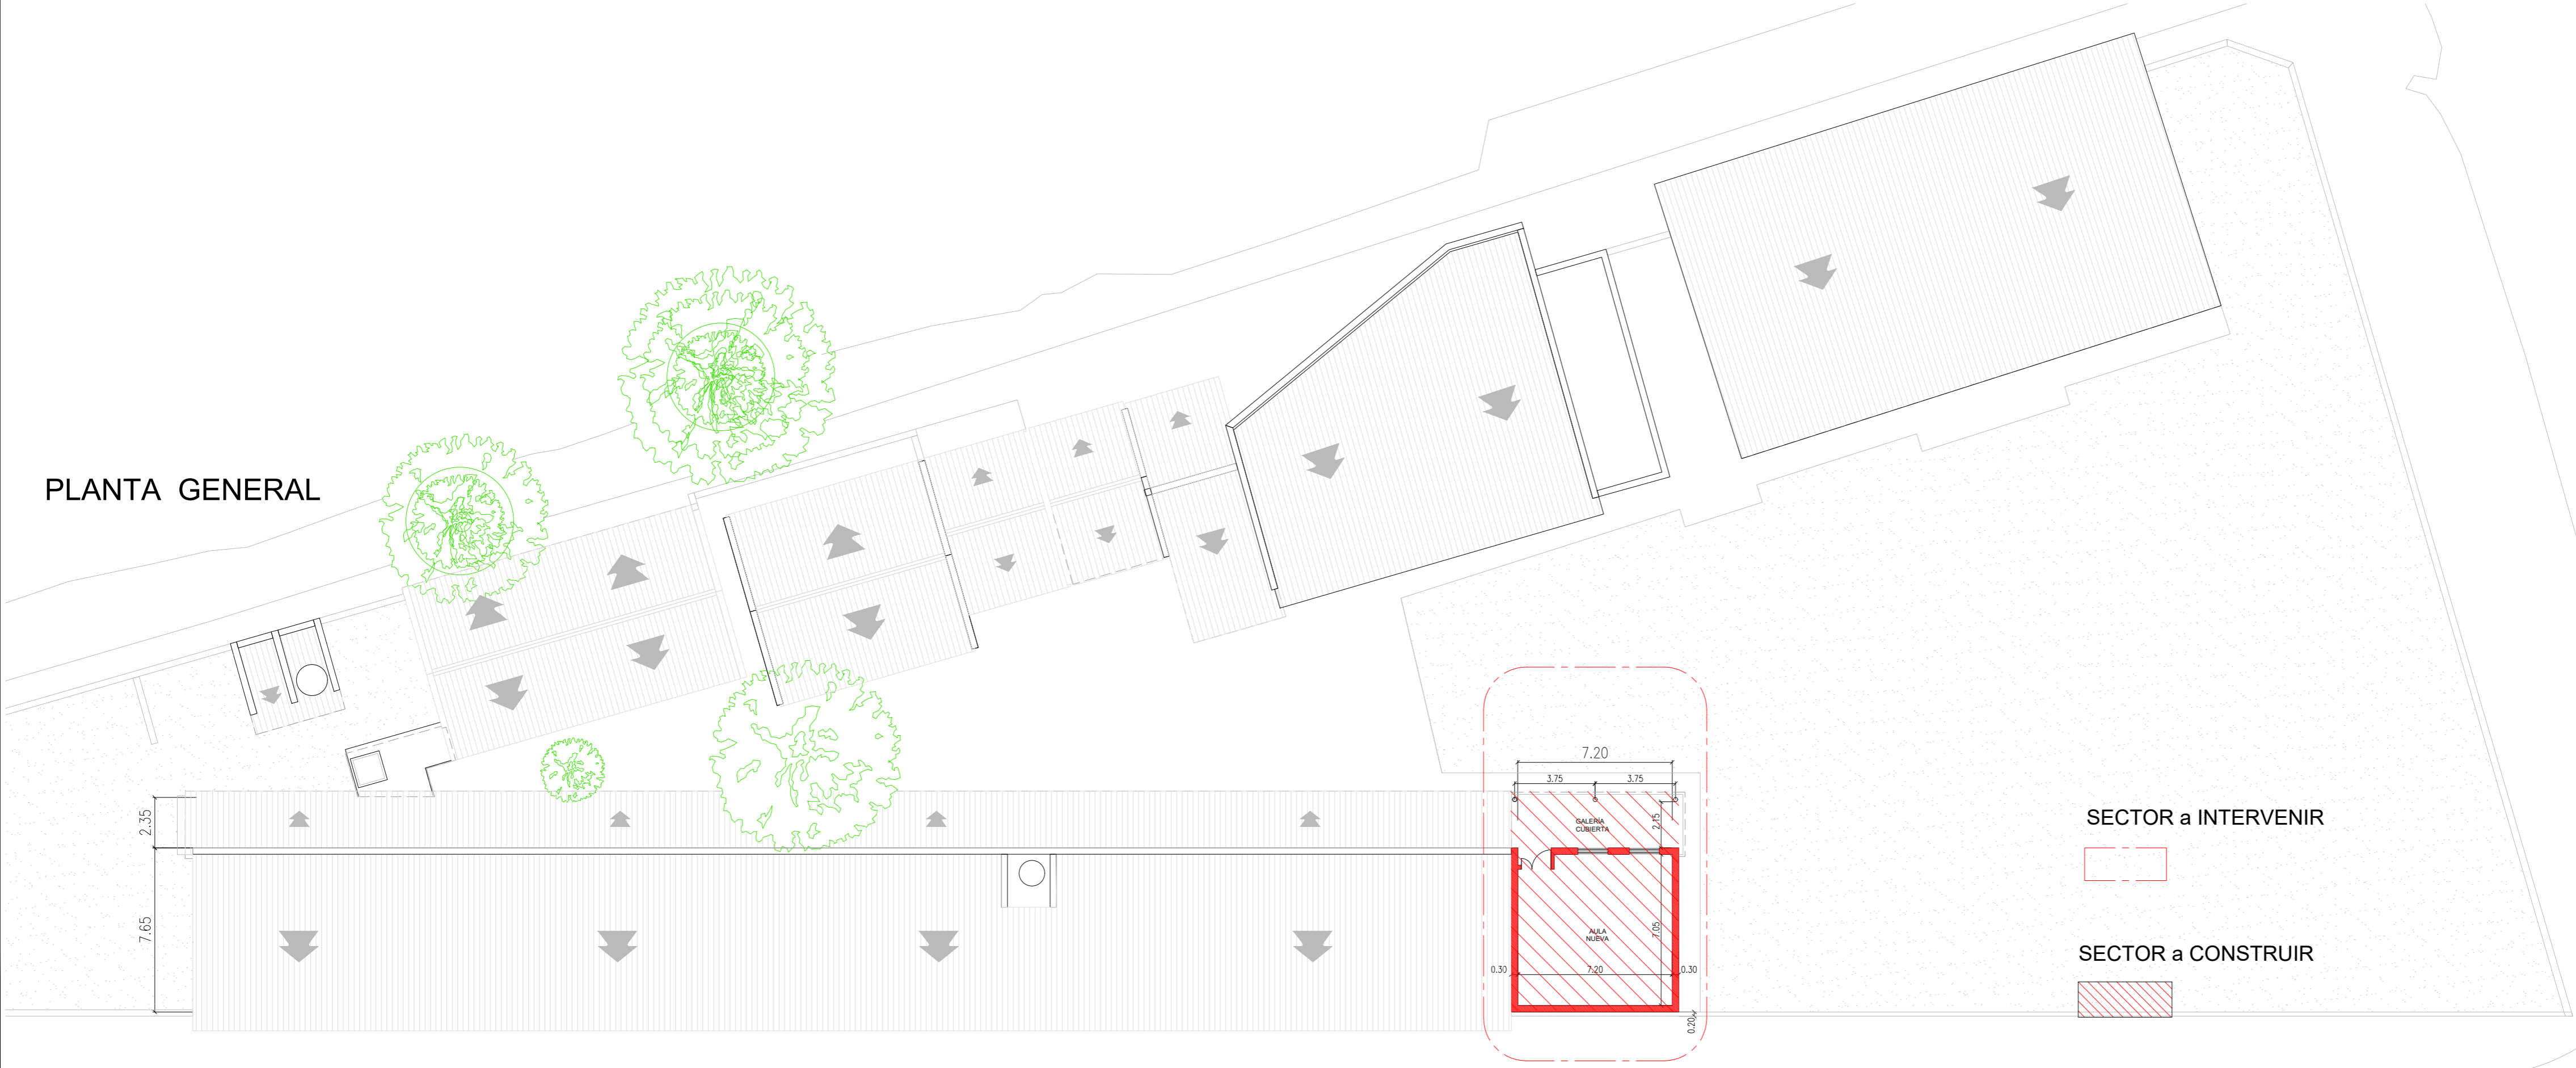 PLANTA GENERAL
7.20
3.75
3.75
2.35
GALERÍA
CUBIERTA
2.15
SECTOR a INTERVENIR
7.65
AULA
NUEVA
7.05
0.30
7.20
0.30
SECTOR a CONSTRUIR
0.20